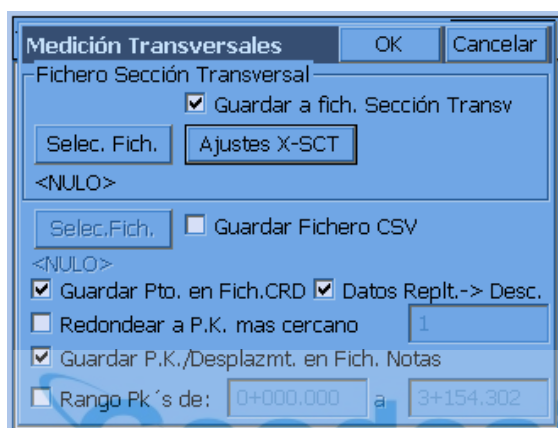 Medición Transversales OK Cancelar
Fichero Sección Transversal
Guardar a fich. Sección Transv
Selec. Fich. Ajustes X-SCT
<NULO>
Selec.Fich. Guardar Fichero CSV
<NULO>
Guardar Pto. en Fich.CRD Datos Replt.-> Desc.
Redondear a P.K. mas cercano 1
Guardar P.K./Desplazmt. en Fich. Notas
Rango Pk´s de: 0+000.000 a 3+154.302